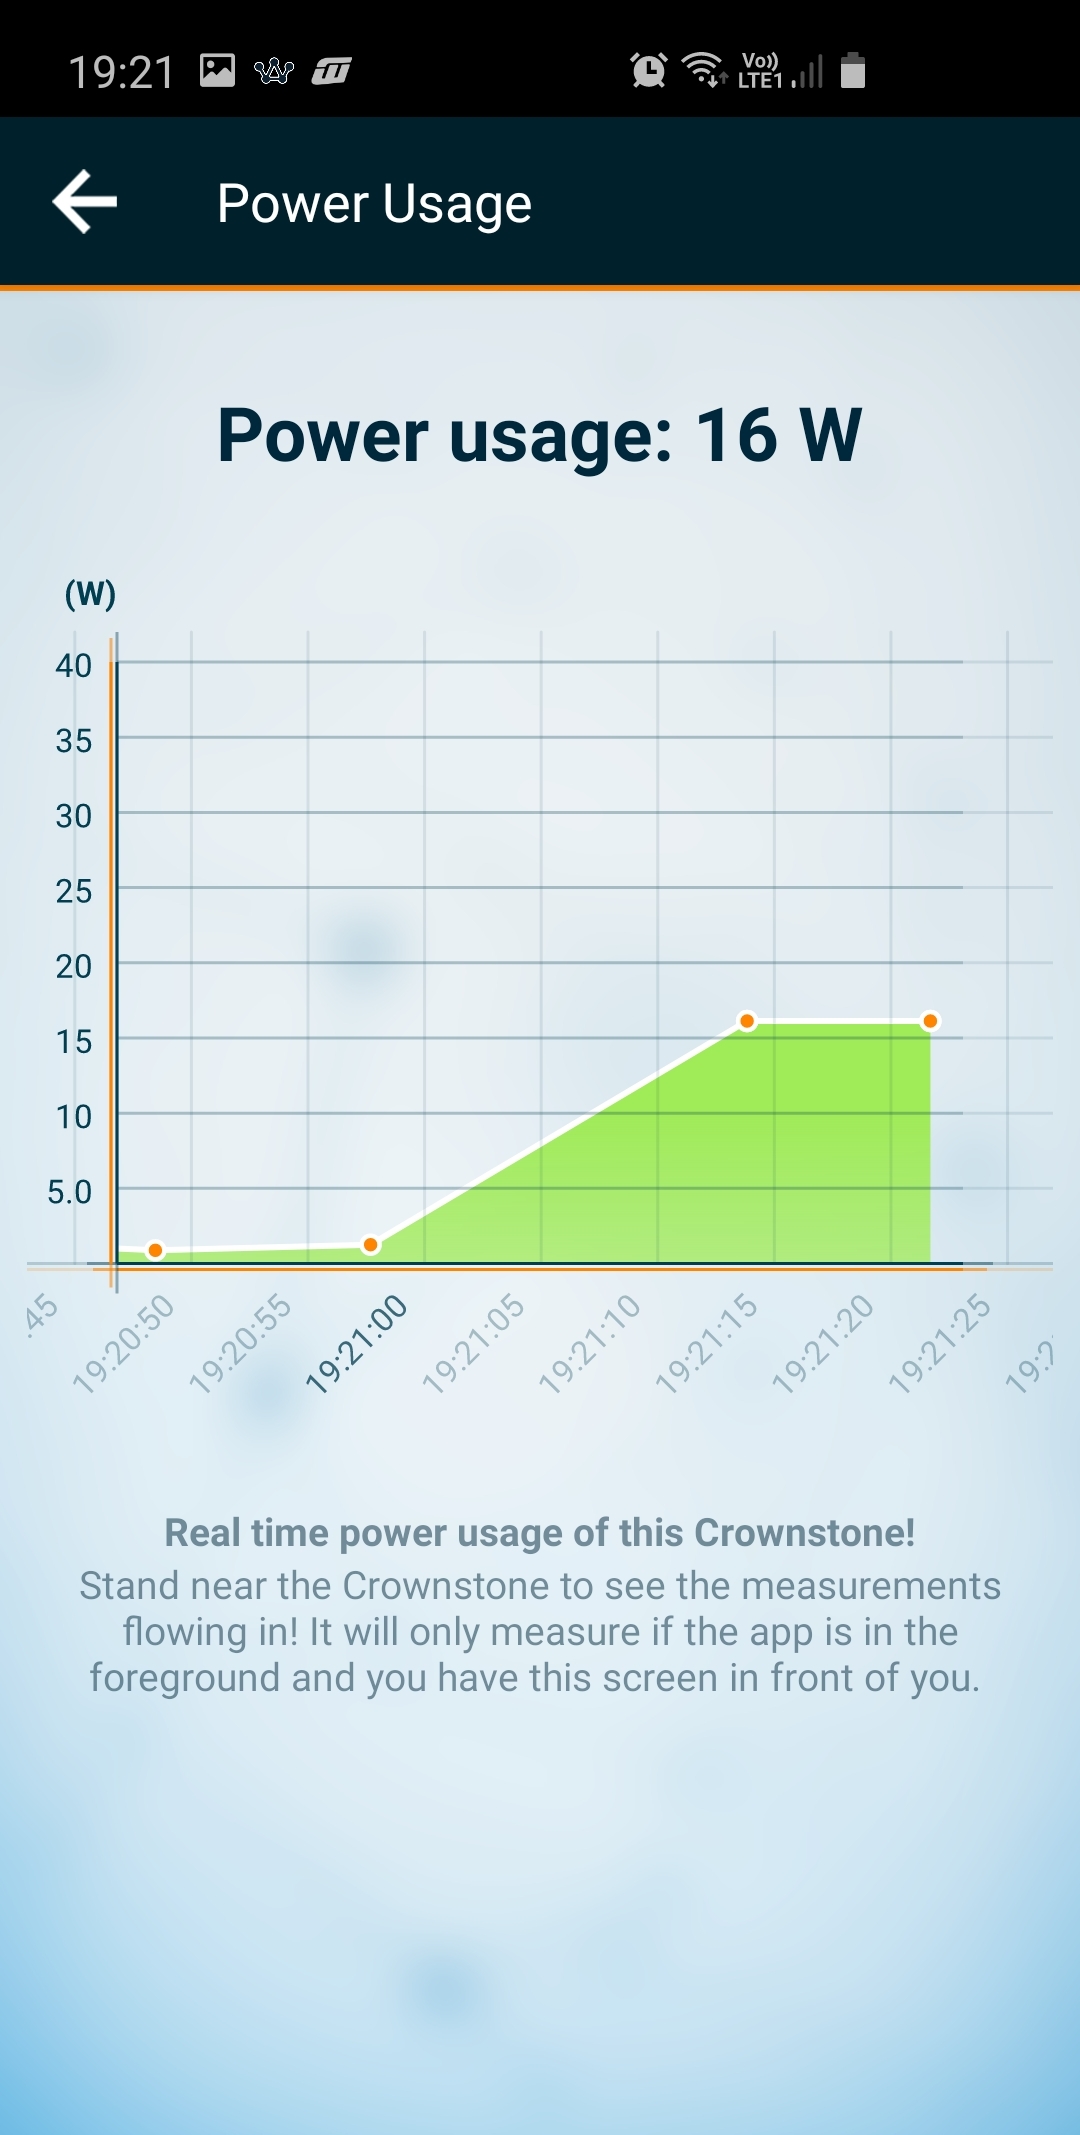 19:21 Vo)) LTE1
Power Usage
Power usage: 16 W
(W)
40
35
30
25
20
15
10
5.0
:45 19:20:50 19:20:55 19:21:00 19:21:05 19:21:10 19:21:15 19:21:20 19:21:25 19:2
Real time power usage of this Crownstone!
Stand near the Crownstone to see the measurements
flowing in! It will only measure if the app is in the
foreground and you have this screen in front of you.